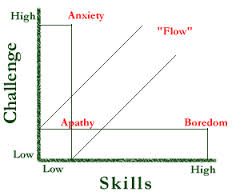 High
Anxiety
"Flow"
Challenge
Apathy
Boredom
Low
Low
High
Skills